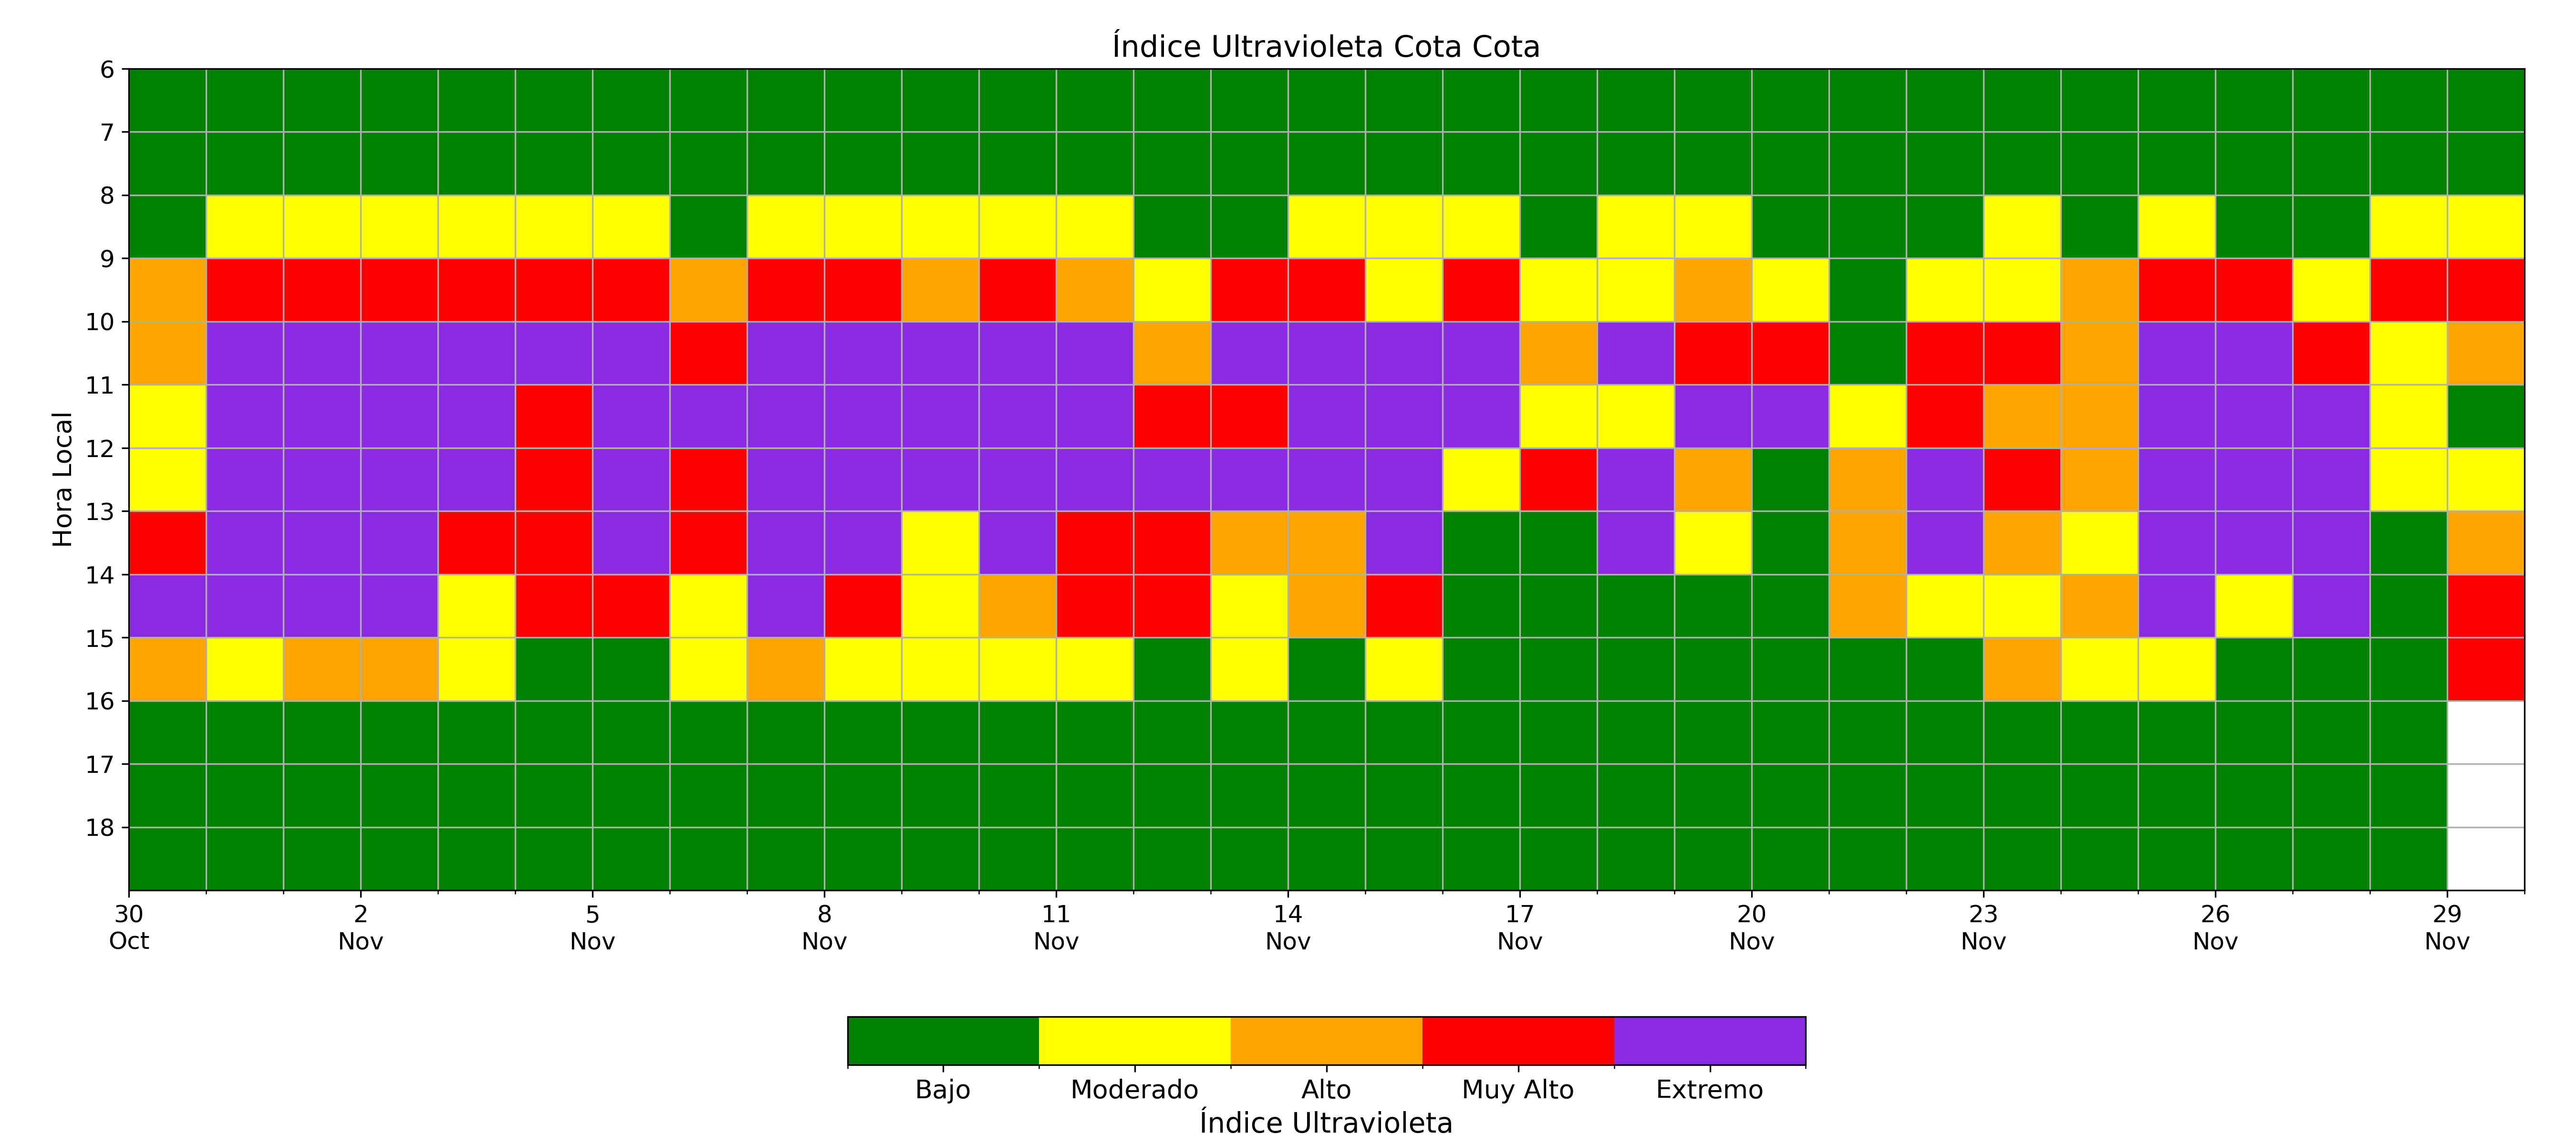 Índice Ultravioleta Cota Cota
6
7
8
9
10
11
12
13
14
15
16
17
18
Hora Local
30 2 5 8 11 14 17 20 23 26 29
Oct Nov Nov Nov Nov Nov Nov Nov Nov Nov Nov
Bajo Moderado Alto Muy Alto Extremo
Índice Ultravioleta